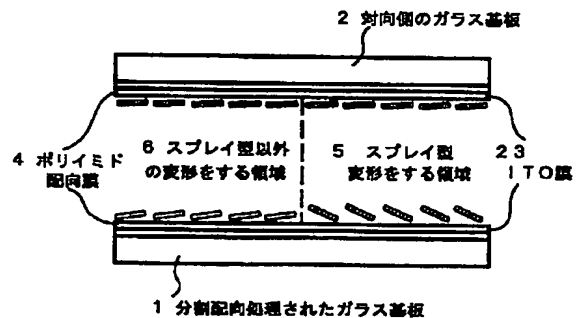 2 対向側のガラス基板
4 ポリイミド
配向膜
6 スプレイ型以外
の変形をする領域
5 スプレイ型
変形をする領域
23
ITO膜
1 分割配向処理されたガラス基板